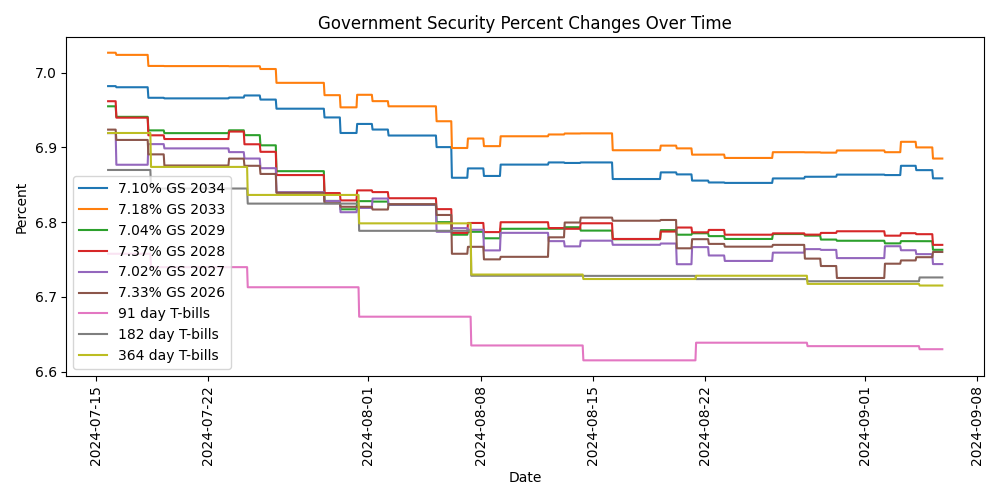 Government Security Percent Changes Over Time
Percent
7.0
6.9
6.8
6.7
6.6
7.10% GS 2034
7.18% GS 2033
7.04% GS 2029
7.37% GS 2028
7.02% GS 2027
7.33% GS 2026
91 day T-bills
182 day T-bills
364 day T-bills
2024-07-15
2024-07-22
2024-08-01
2024-08-08
2024-08-15
2024-08-22
2024-09-01
2024-09-08
Date